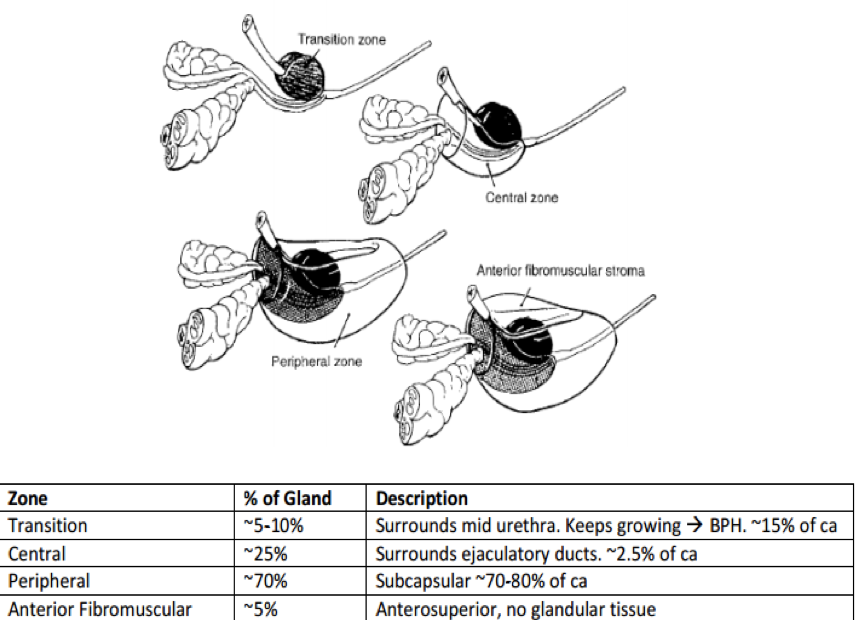 Transition zone
Central zone
Anterior fibromuscular stroma
Peripheral zone
Zone % of Gland Description
Transition ~5-10% Surrounds mid urethra. Keeps growing → BPH. ~15% of ca
Central ~25% Surrounds ejaculatory ducts. ~2.5% of ca
Peripheral ~70% Subcapsular ~70-80% of ca
Anterior Fibromuscular ~5% Anterosuperior, no glandular tissue